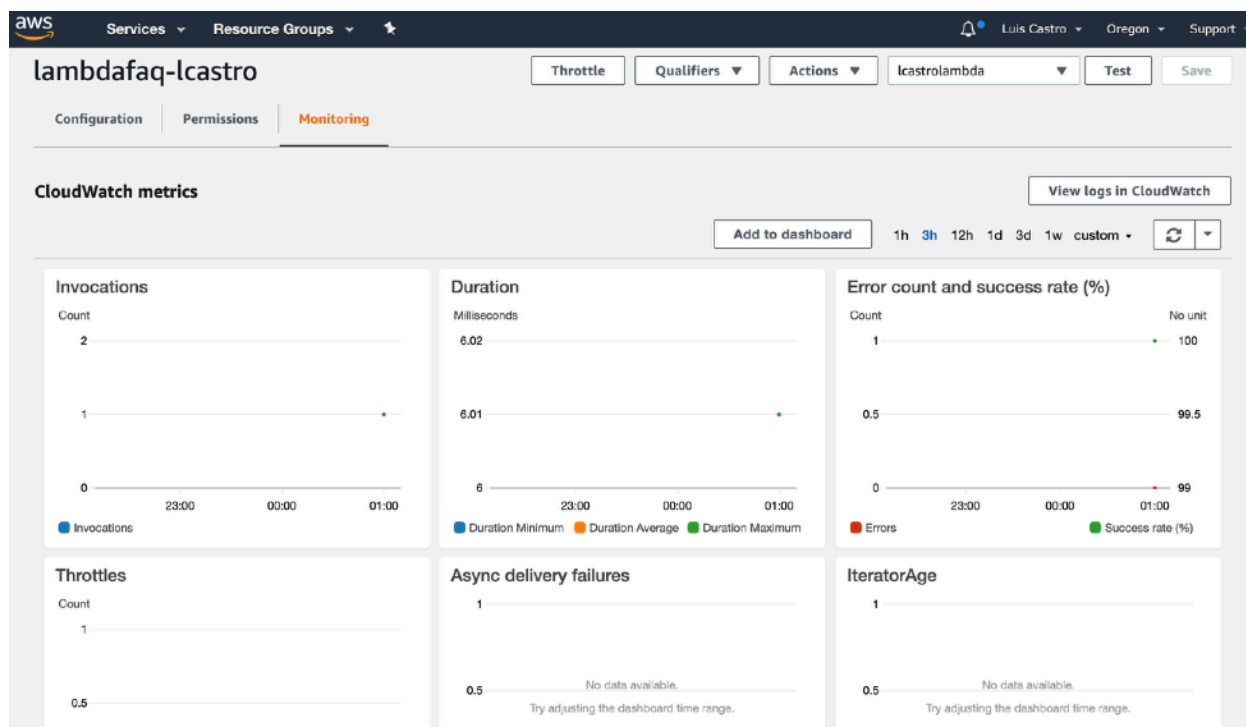 aws Services Resource Groups Luis Castro Oregon Support
lambdafaq-lcastro Throttle Qualifiers Actions lcastrolambda Test Save
Configuration Permissions Monitoring
CloudWatch metrics View logs in CloudWatch
Add to dashboard 1h 3h 12h 1d 3d 1w custom
Invocations
Count
2
1
0
23:00 00:00 01:00
Invocations
Duration
Milliseconds
6.02
6.01
6
23:00 00:00 01:00
Duration Minimum Duration Average Duration Maximum
Error count and success rate (%)
Count No unit
1 100
0.5 99.5
0 99
23:00 00:00 01:00
Errors Success rate (%)
Throttles
Count
1
0.5
Async delivery failures
1
0.5
No data available.
Try adjusting the dashboard time range.
IteratorAge
1
0.5
No data available.
Try adjusting the dashboard time range.